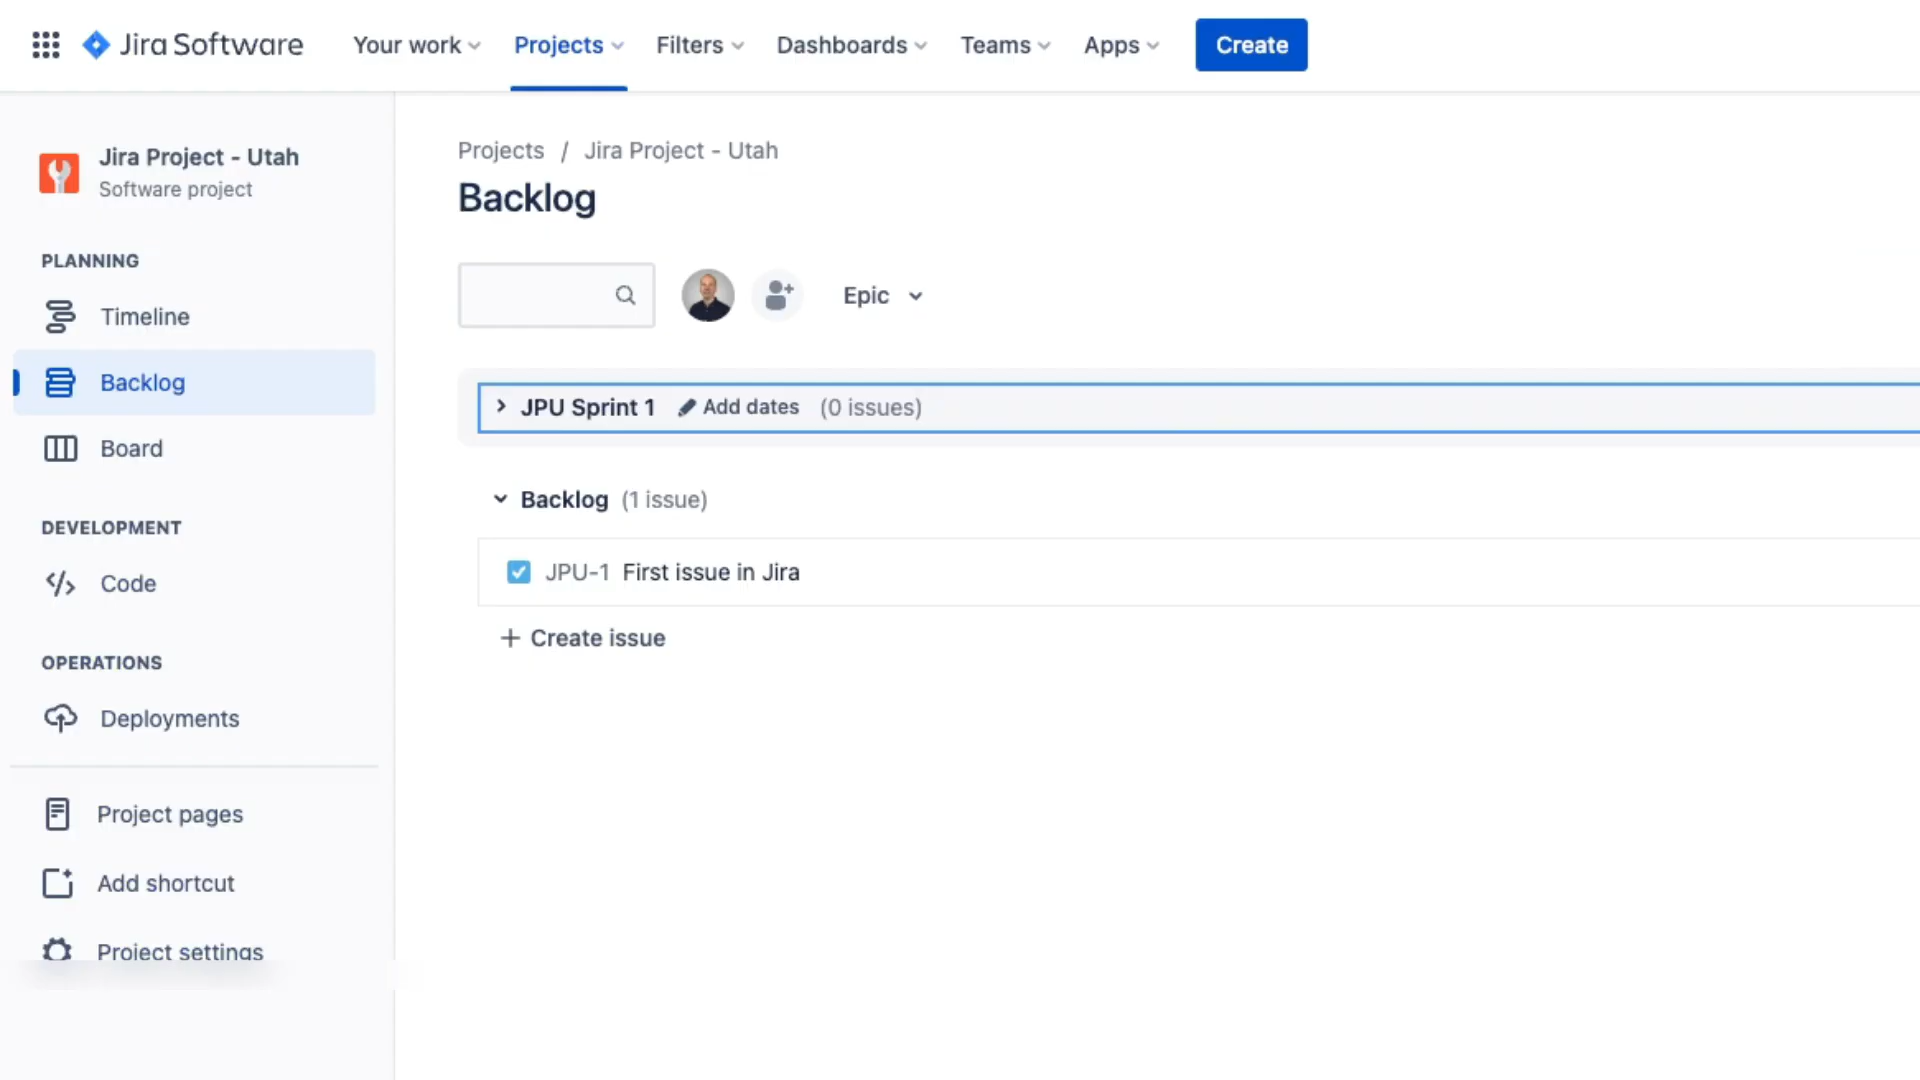 Jira Software Your work Projects Filters Dashboards Teams Apps Create
Jira Project - Utah
Software project
PLANNING
Timeline
Backlog
Board
DEVELOPMENT
Code
OPERATIONS
Deployments
Project pages
Add shortcut
Project settings
Projects / Jira Project - Utah
Backlog
Epic
JPU Sprint 1 Add dates (0 issues)
Backlog (1 issue)
JPU-1 First issue in Jira
+ Create issue